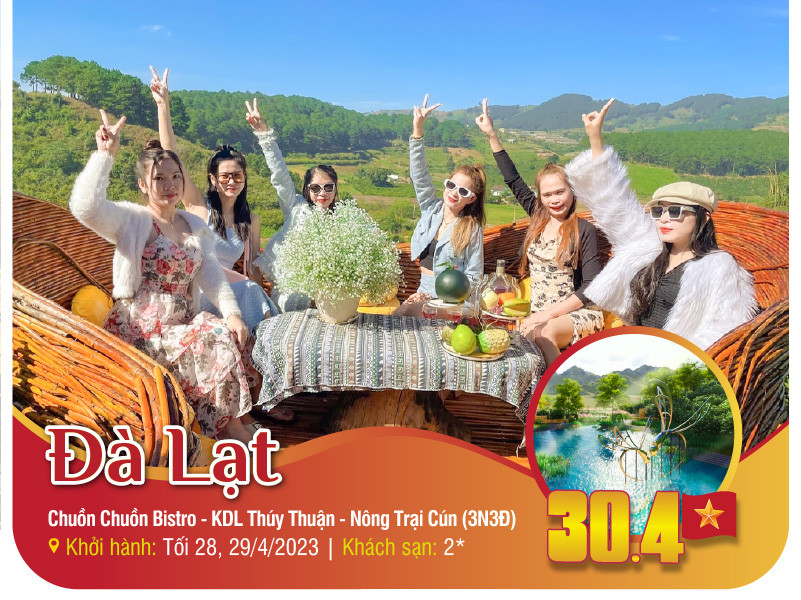 Đà Lạt
Chuồn Chuồn Bistro - KDL Thúy Thuận - Nông Trại Cún (3N3Đ)
Khởi hành: Tối 28, 29/4/2023 | Khách sạn: 2*
30.4